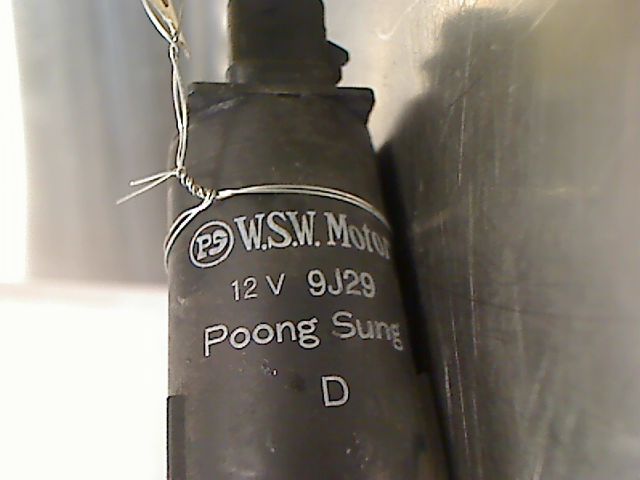 PS W.S.W. Motor
12 V 9J29
Poong Sung
D